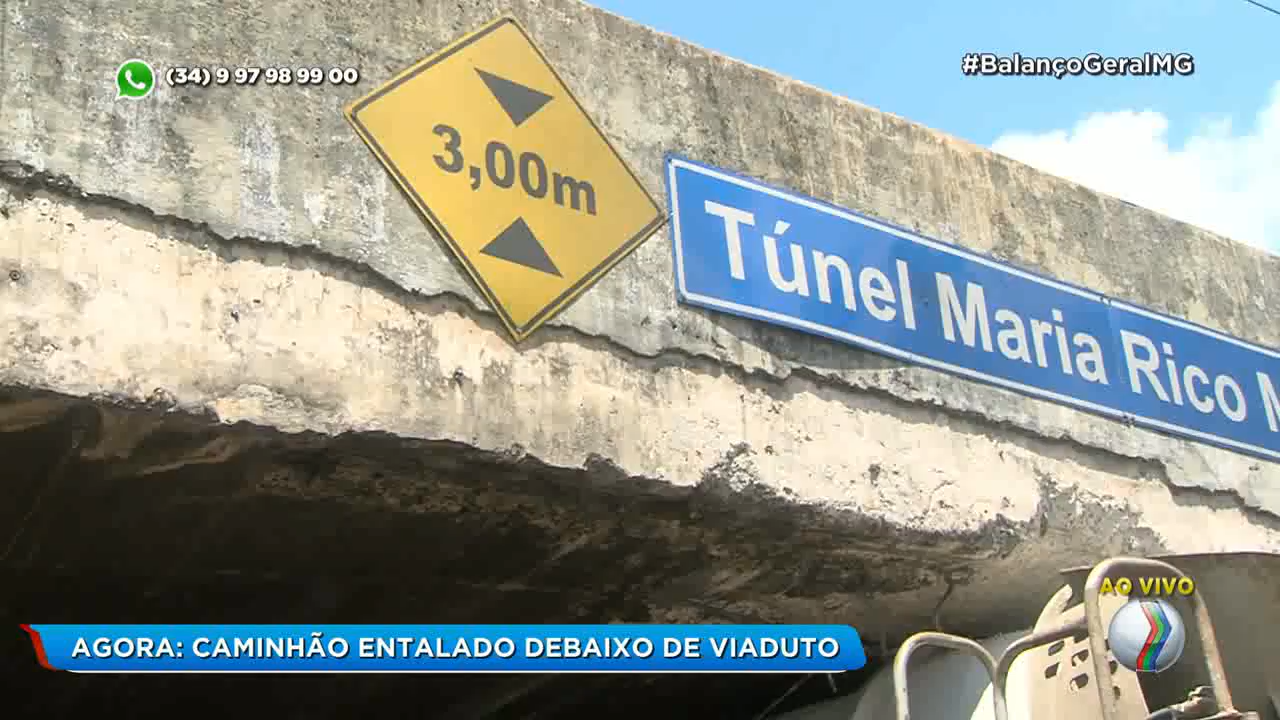 (34) 9 97 98 99 00
#BalançoGeralMG
3,00m
Túnel Maria Rico
AO VIVO
AGORA: CAMINHÃO ENTALADO DEBAIXO DE VIADUTO